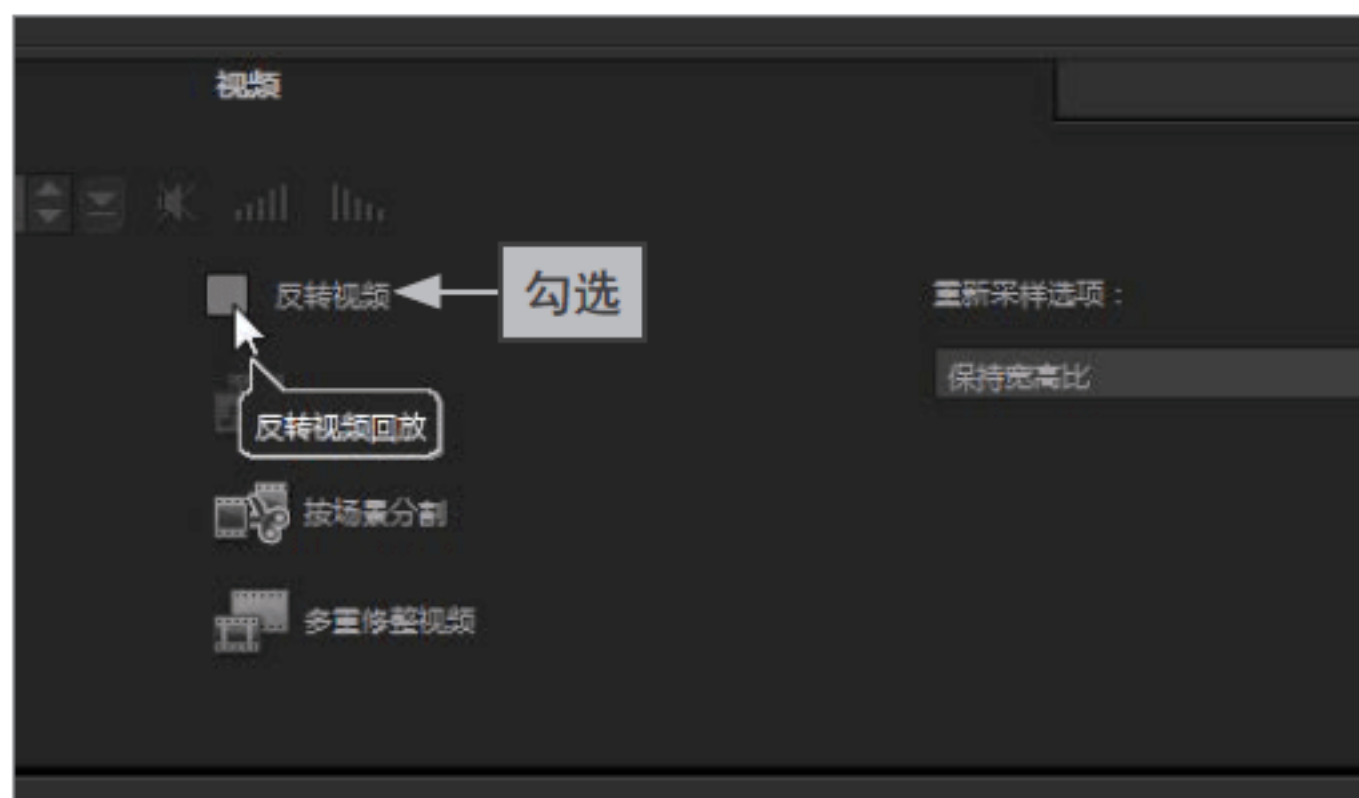 视频
反转视频
勾选
重新采样选项：
反转视频回放
保持宽高比
按场景分割
多重修整视频